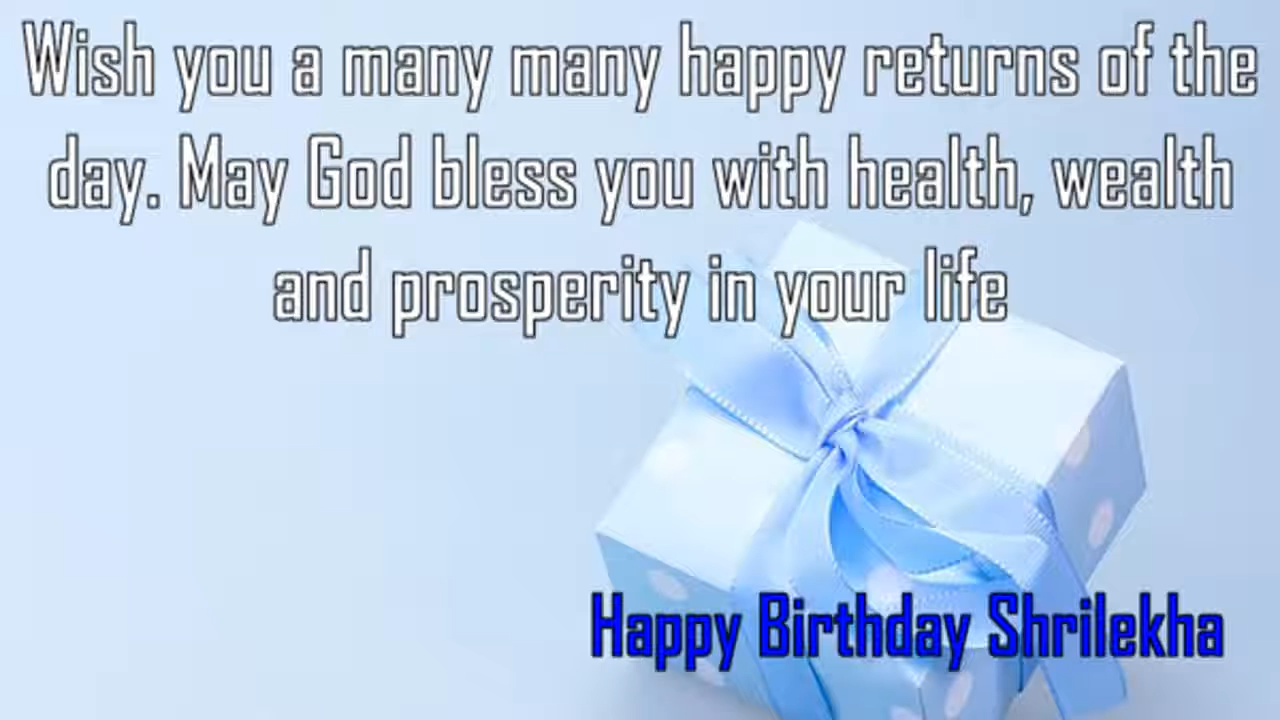 Wish you a many many happy returns of the
day. May God bless you with health, wealth
and prosperity in your life
Happy Birthday Shrilekha